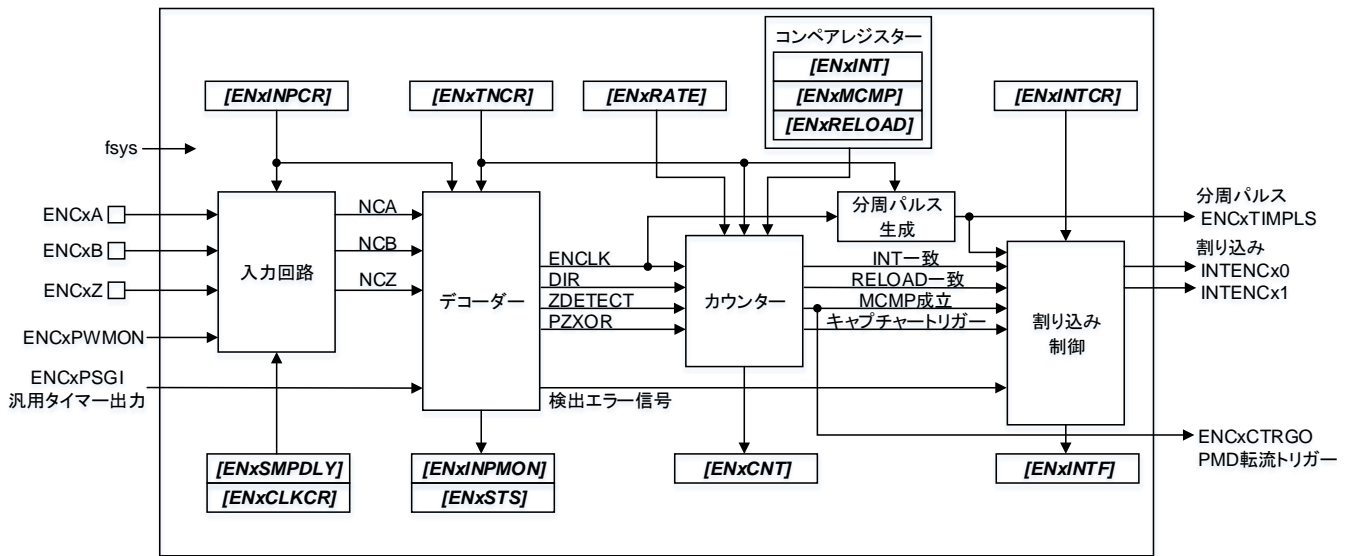 コンペアレジスター
[ENxINT]
[ENxINPCR]
[ENxTNCR]
[ENxRATE]
[ENxMCMP]
[ENxINTCR]
[ENxRELOAD]
fsys
ENCxA
NCA
分周パルス
生成
分周パルス
ENCxTIMPLS
ENCxB
NCB
割り込み
入力回路
ENCLK
INT一致
INTENCx0
ENCxZ
NCZ
デコーダー
DIR
カウンター
RELOAD一致
INTENCx1
ZDETECT
MCMP成立
PZXOR
キャプチャートリガー
割り込み
制御
ENCxPWMON
ENCxPSGI
汎用タイマー出力
検出エラー信号
ENCxCTRGO
PMD転流トリガー
[ENxSMPDLY]
[ENxINPMON]
[ENxCNT]
[ENxINTF]
[ENxCLKCR]
[ENxSTS]